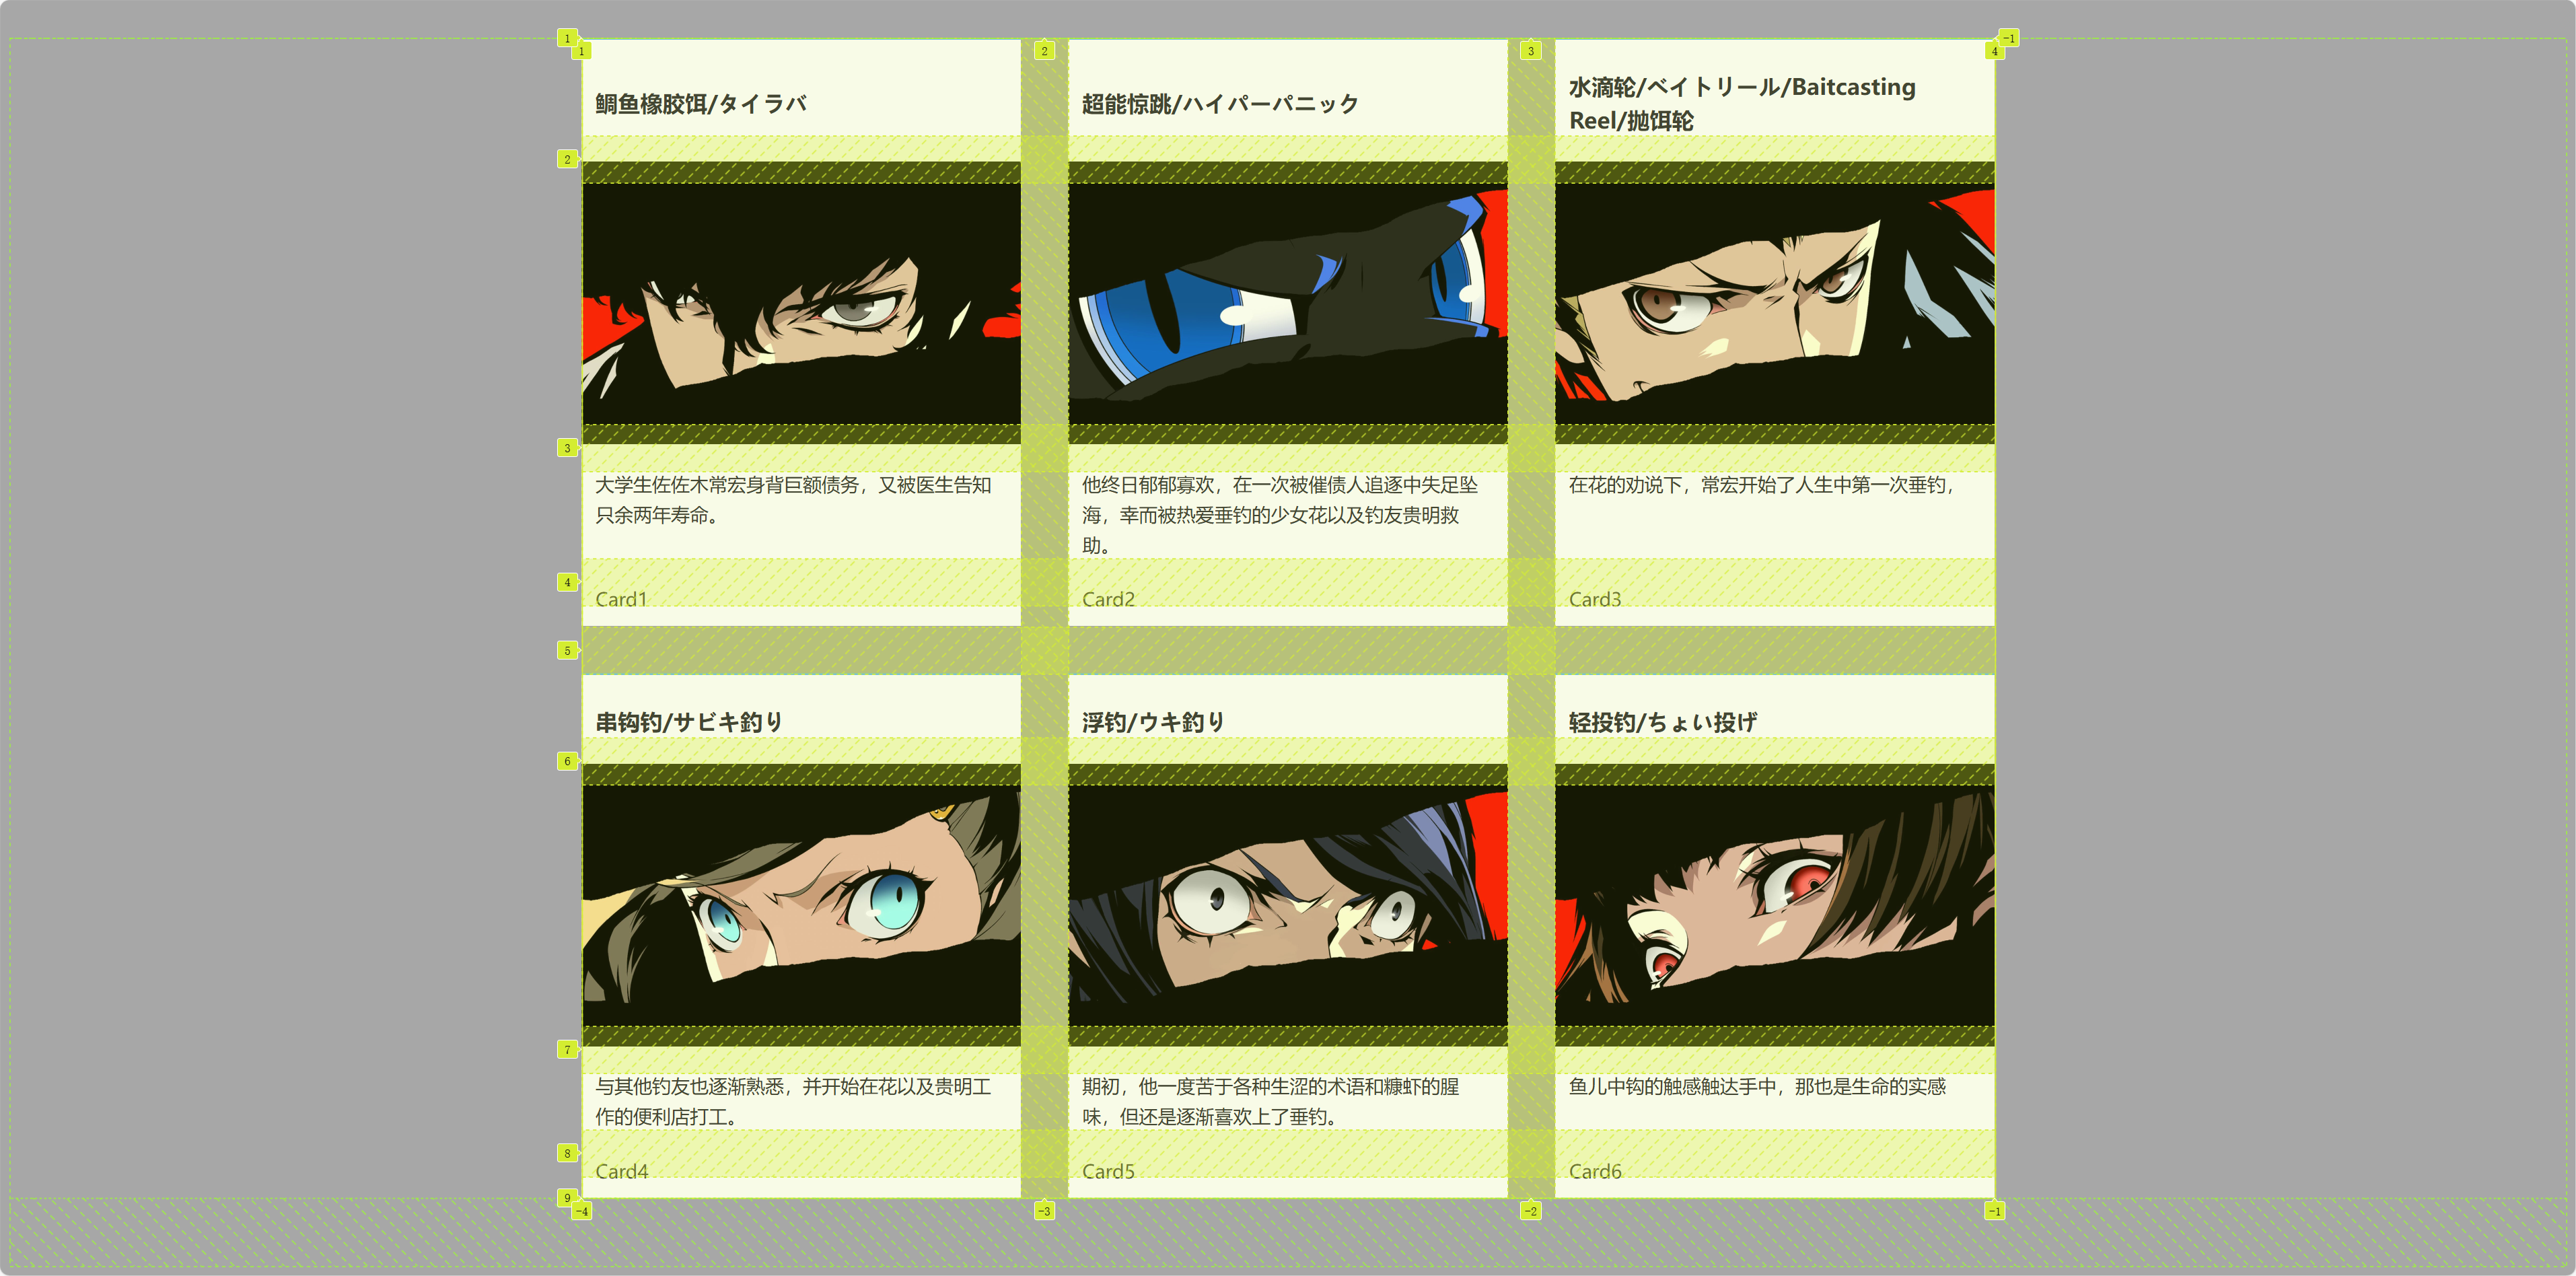 1
1
2
3
4
-1
鲷鱼橡胶饵/タイラバ
超能惊跳/ハイパーパニック
水滴轮/ベイトリール/Baitcasting
Reel/抛饵轮
2
3
大学生佐佐木常宏身背巨额债务，又被医生告知
只余两年寿命。
他终日郁郁寡欢，在一次被催债人追逐中失足坠
海，幸而被热爱垂钓的少女花以及钓友贵明救
助。
在花的劝说下，常宏开始了人生中第一次垂钓，
4
Card1
Card2
Card3
5
串钩钓/サビキ釣り
浮钓/ウキ釣り
轻投钓/ちょい投げ
6
7
与其他钓友也逐渐熟悉，并开始在花以及贵明工
作的便利店打工。
期初，他一度苦于各种生涩的术语和糠虾的腥
味，但还是逐渐喜欢上了垂钓。
鱼儿中钩的触感触达手中，那也是生命的实感
8
Card4
Card5
Card6
9
-4
-3
-2
-1